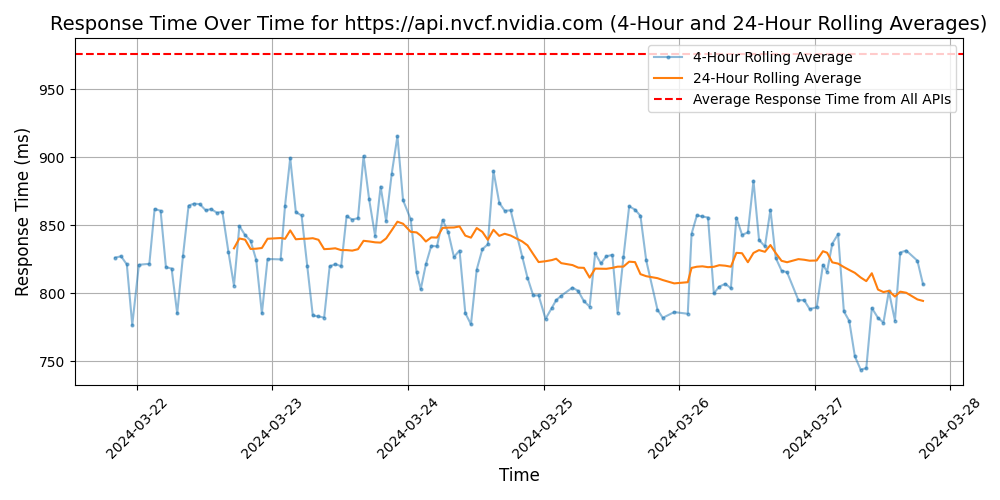 Response Time Over Time for https://api.nvcf.nvidia.com (4-Hour and 24-Hour Rolling Averages)
4-Hour Rolling Average
24-Hour Rolling Average
Average Response Time from All APIs
Response Time (ms)
950
900
850
800
750
2024-03-22
2024-03-23
2024-03-24
2024-03-25
2024-03-26
2024-03-27
2024-03-28
Time